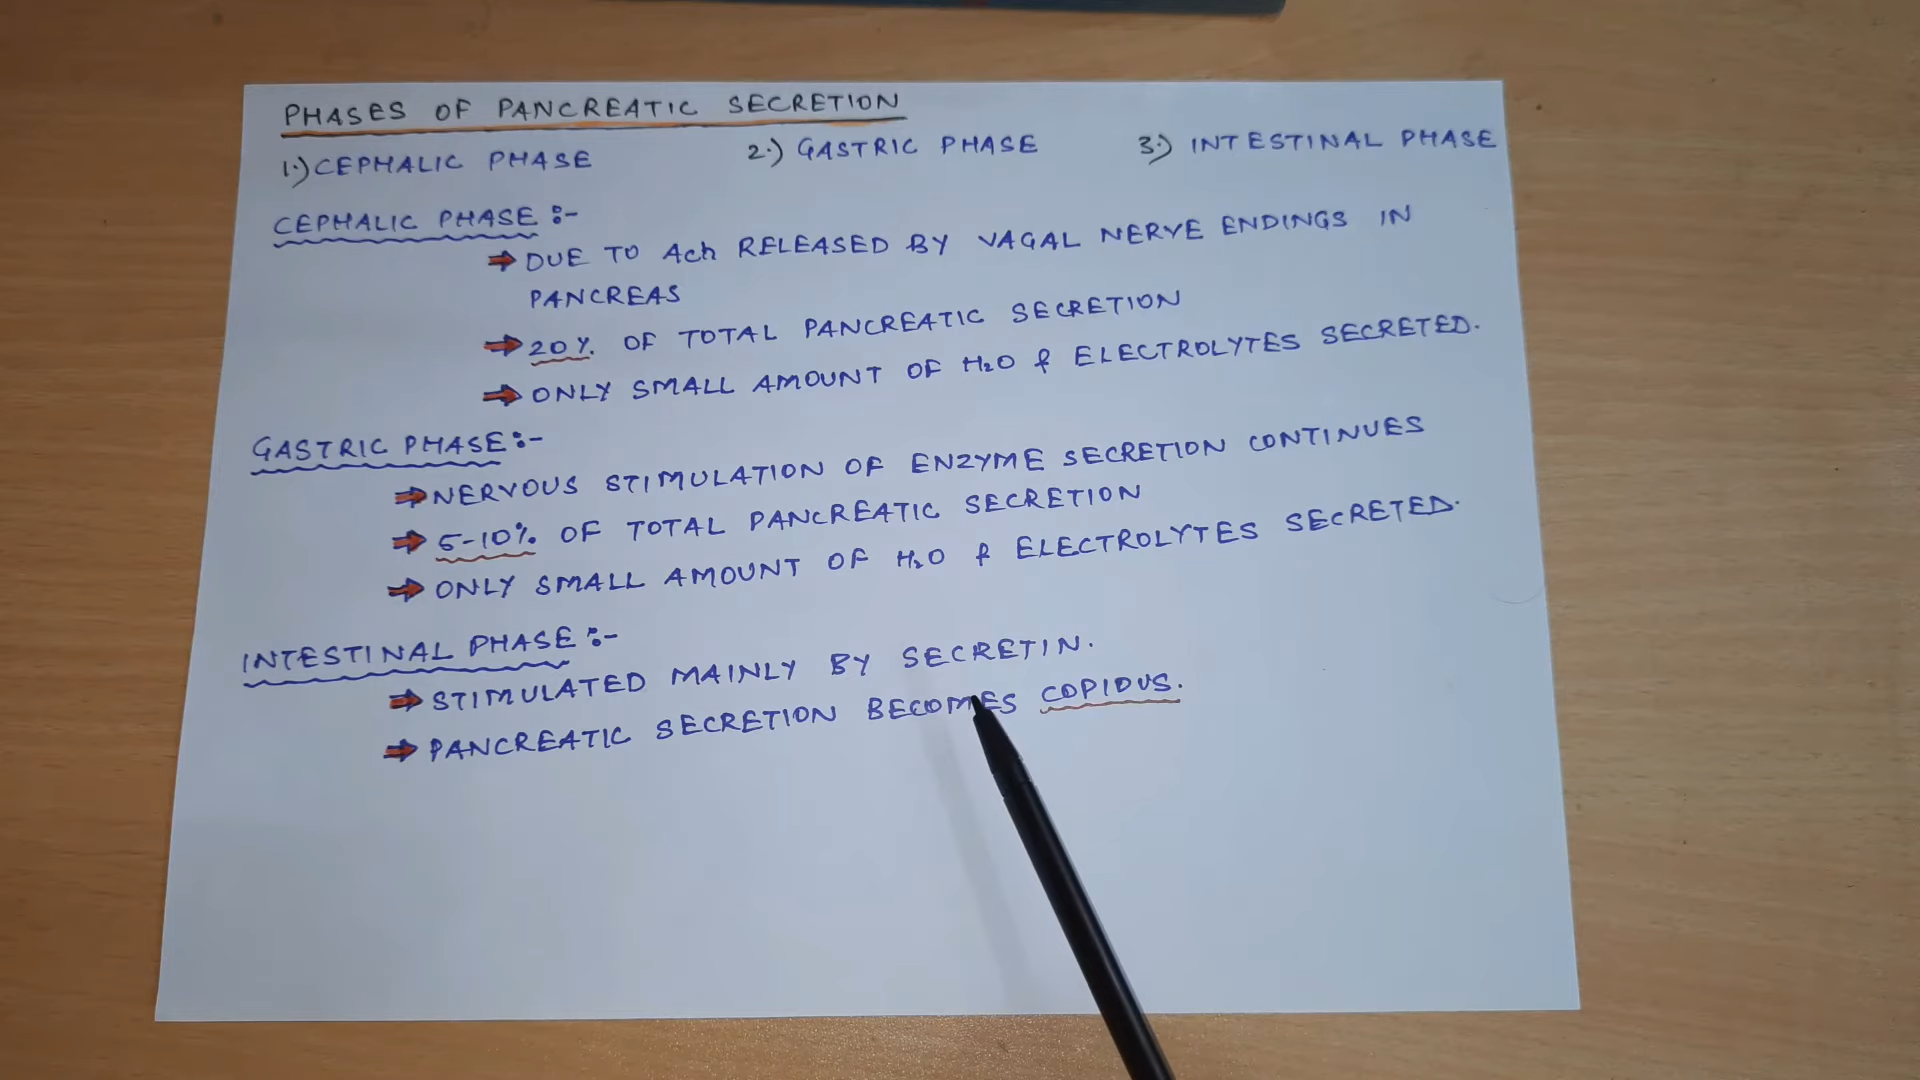 PHASES OF PANCREATIC SECRETION
1.) CEPHALIC PHASE 2.) GASTRIC PHASE 3.) INTESTINAL PHASE
CEPHALIC PHASE :-
⇒ DUE TO Ach RELEASED BY VAGAL NERVE ENDINGS IN
PANCREAS
⇒ 20%. OF TOTAL PANCREATIC SECRETION
⇒ ONLY SMALL AMOUNT OF H₂O & ELECTROLYTES SECRETED.
GASTRIC PHASE :-
⇒ NERVOUS STIMULATION OF ENZYME SECRETION CONTINUES
⇒ 5-10%. OF TOTAL PANCREATIC SECRETION
⇒ ONLY SMALL AMOUNT OF H₂O & ELECTROLYTES SECRETED.
INTESTINAL PHASE :-
⇒ STIMULATED MAINLY BY SECRETIN.
⇒ PANCREATIC SECRETION BECOMES COPIOUS.